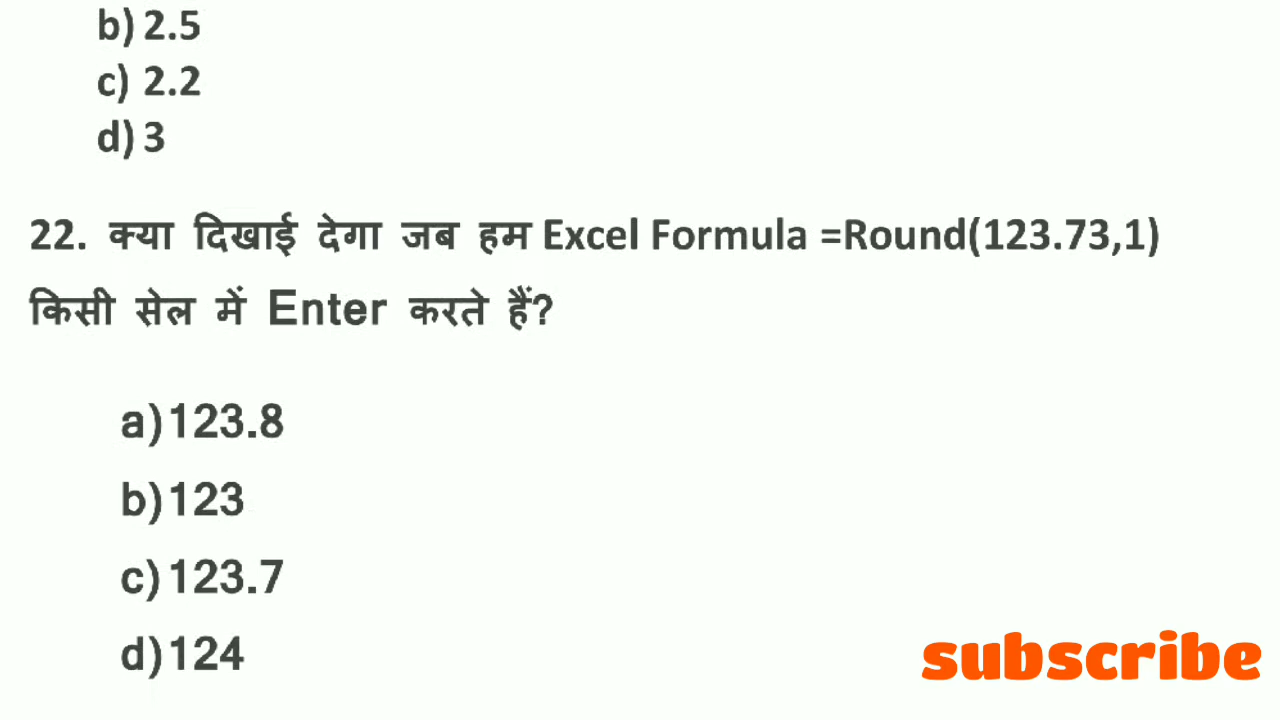 b) 2.5
c) 2.2
d) 3
22. क्या दिखाई देगा जब हम Excel Formula =Round(123.73,1)
किसी सेल में Enter करते हैं?
a) 123.8
b) 123
c) 123.7
d) 124
subscribe